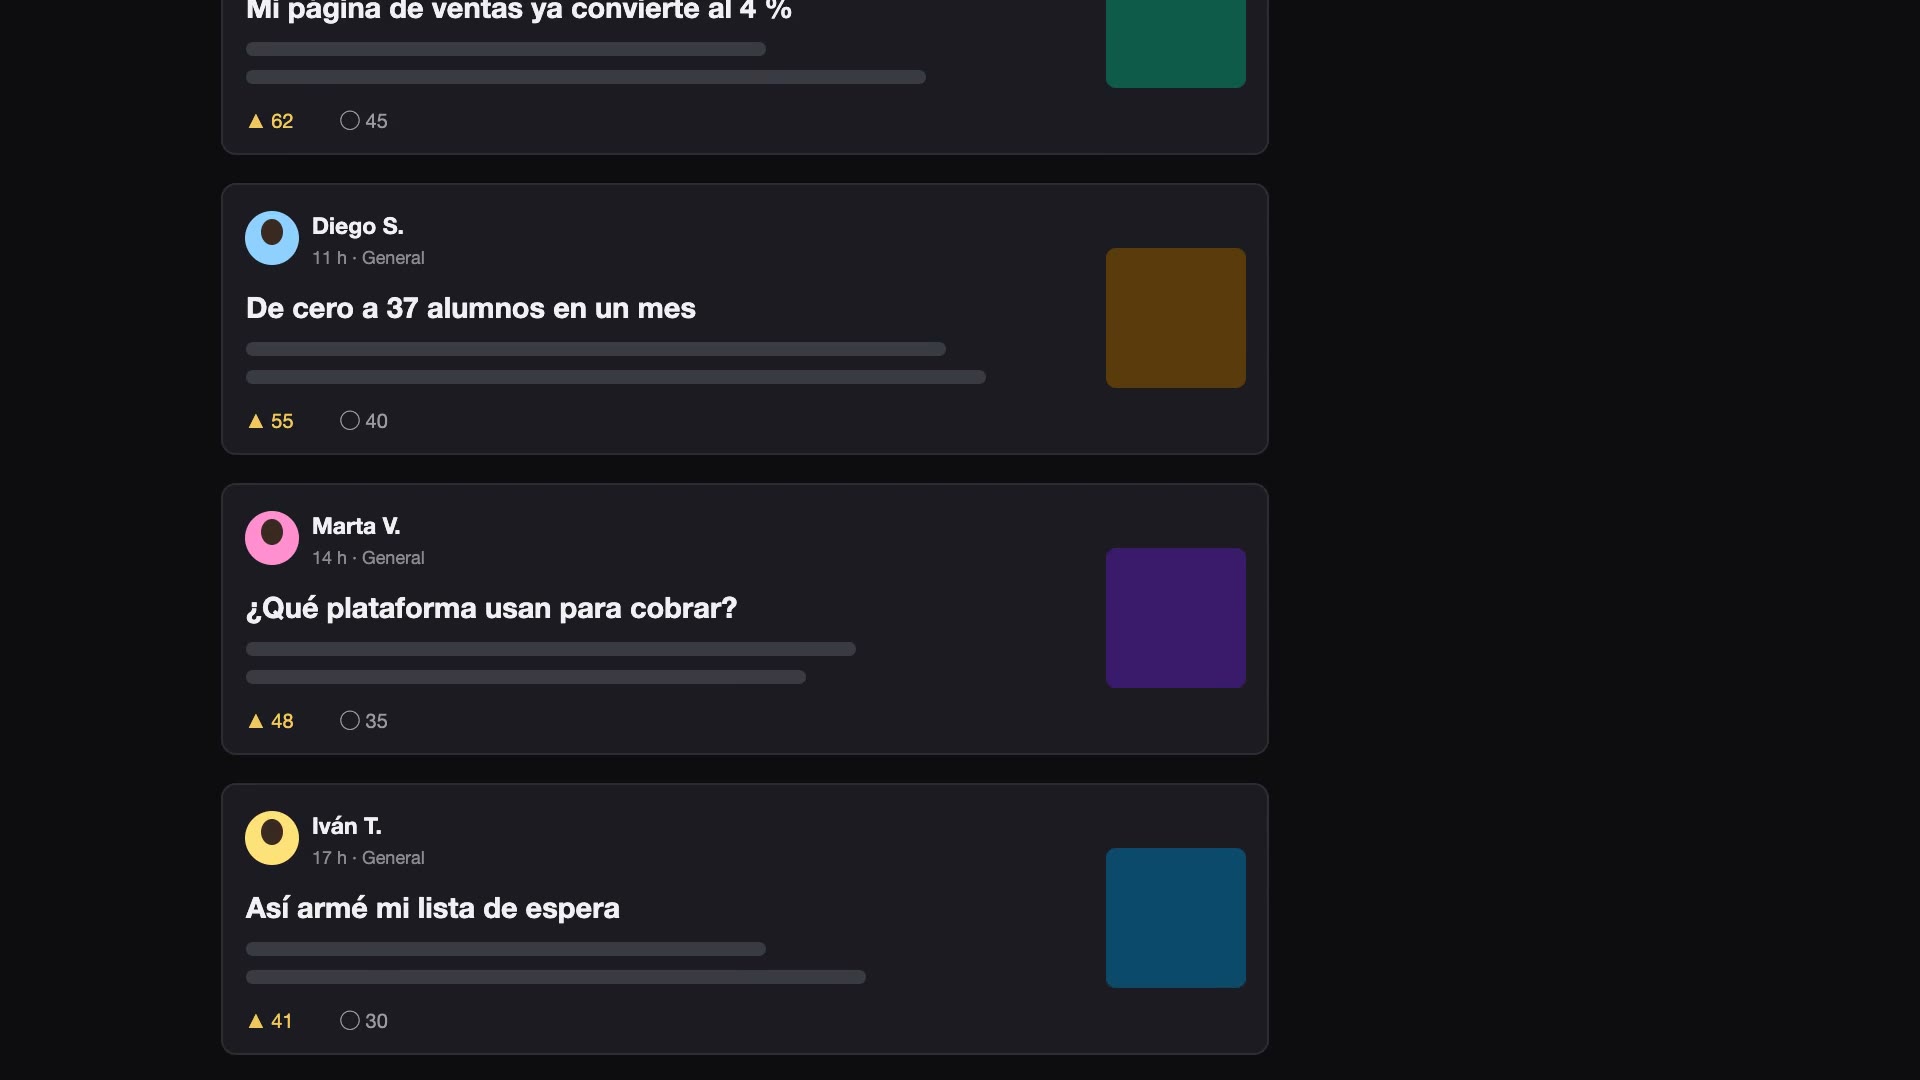 Mi página de ventas ya convierte al 4 %
▲ 62 ◯ 45
Diego S.
11 h · General
De cero a 37 alumnos en un mes
▲ 55 ◯ 40
Marta V.
14 h · General
¿Qué plataforma usan para cobrar?
▲ 48 ◯ 35
Iván T.
17 h · General
Así armé mi lista de espera
▲ 41 ◯ 30